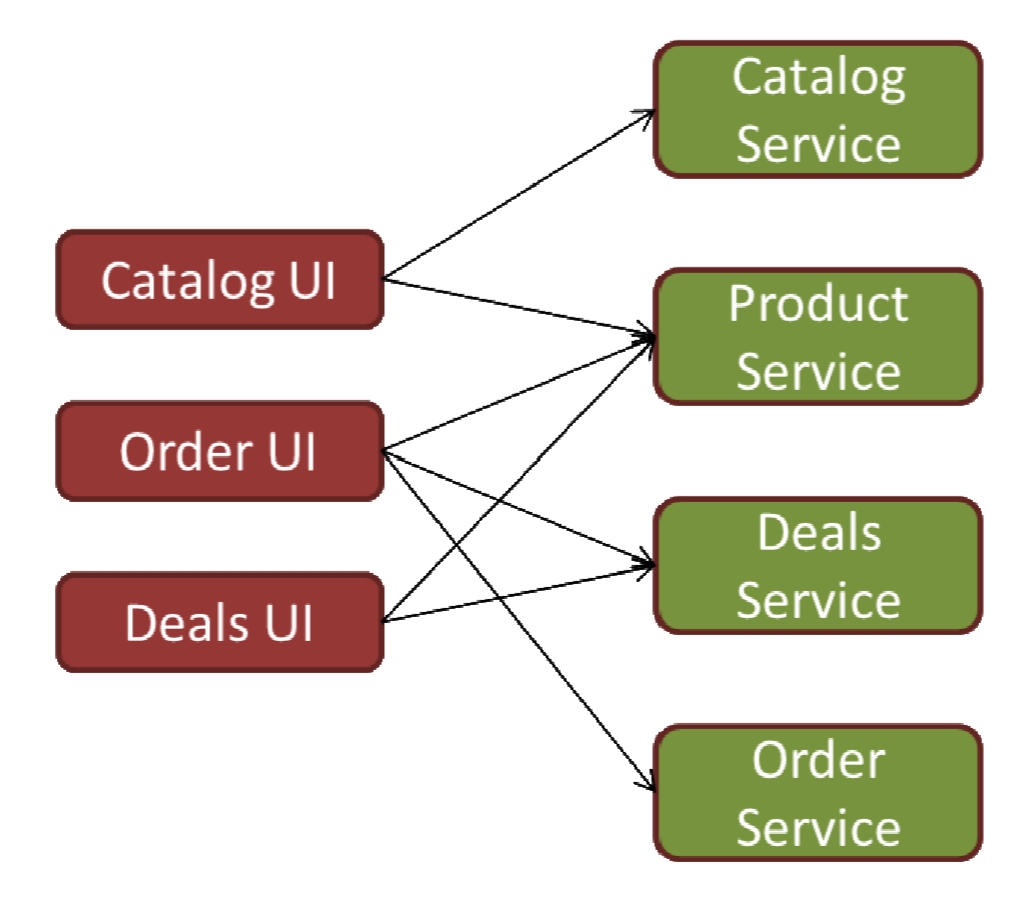 Catalog UI
Order UI
Deals UI
Catalog
Service
Product
Service
Deals
Service
Order
Service